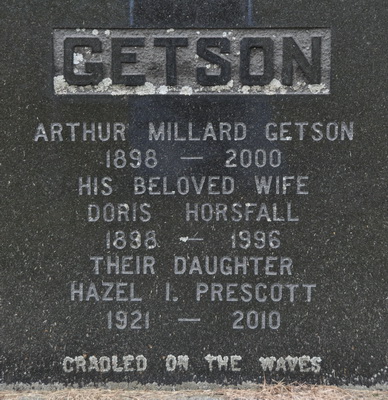 GETSON
ARTHUR MILLARD GETSON
1898 — 2000
HIS BELOVED WIFE
DORIS HORSFALL
1898 — 1996
THEIR DAUGHTER
HAZEL I. PRESCOTT
1921 — 2010
CRADLED ON THE WAVES